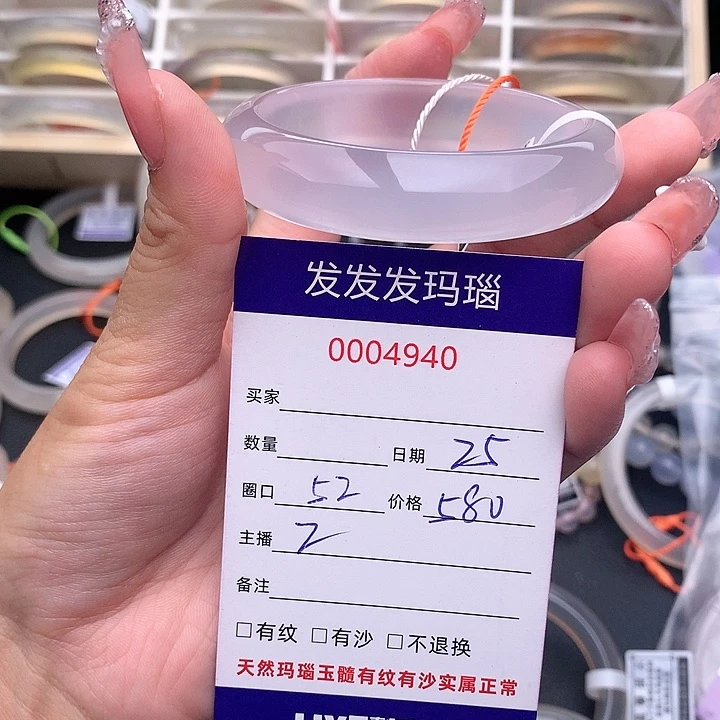 发发发玛瑙
0004940
买家
数量 日期 25
圈口 52 价格 580
主播 Z
备注
□有纹 □有沙 □不退换
天然玛瑙玉髓有纹有沙实属正常